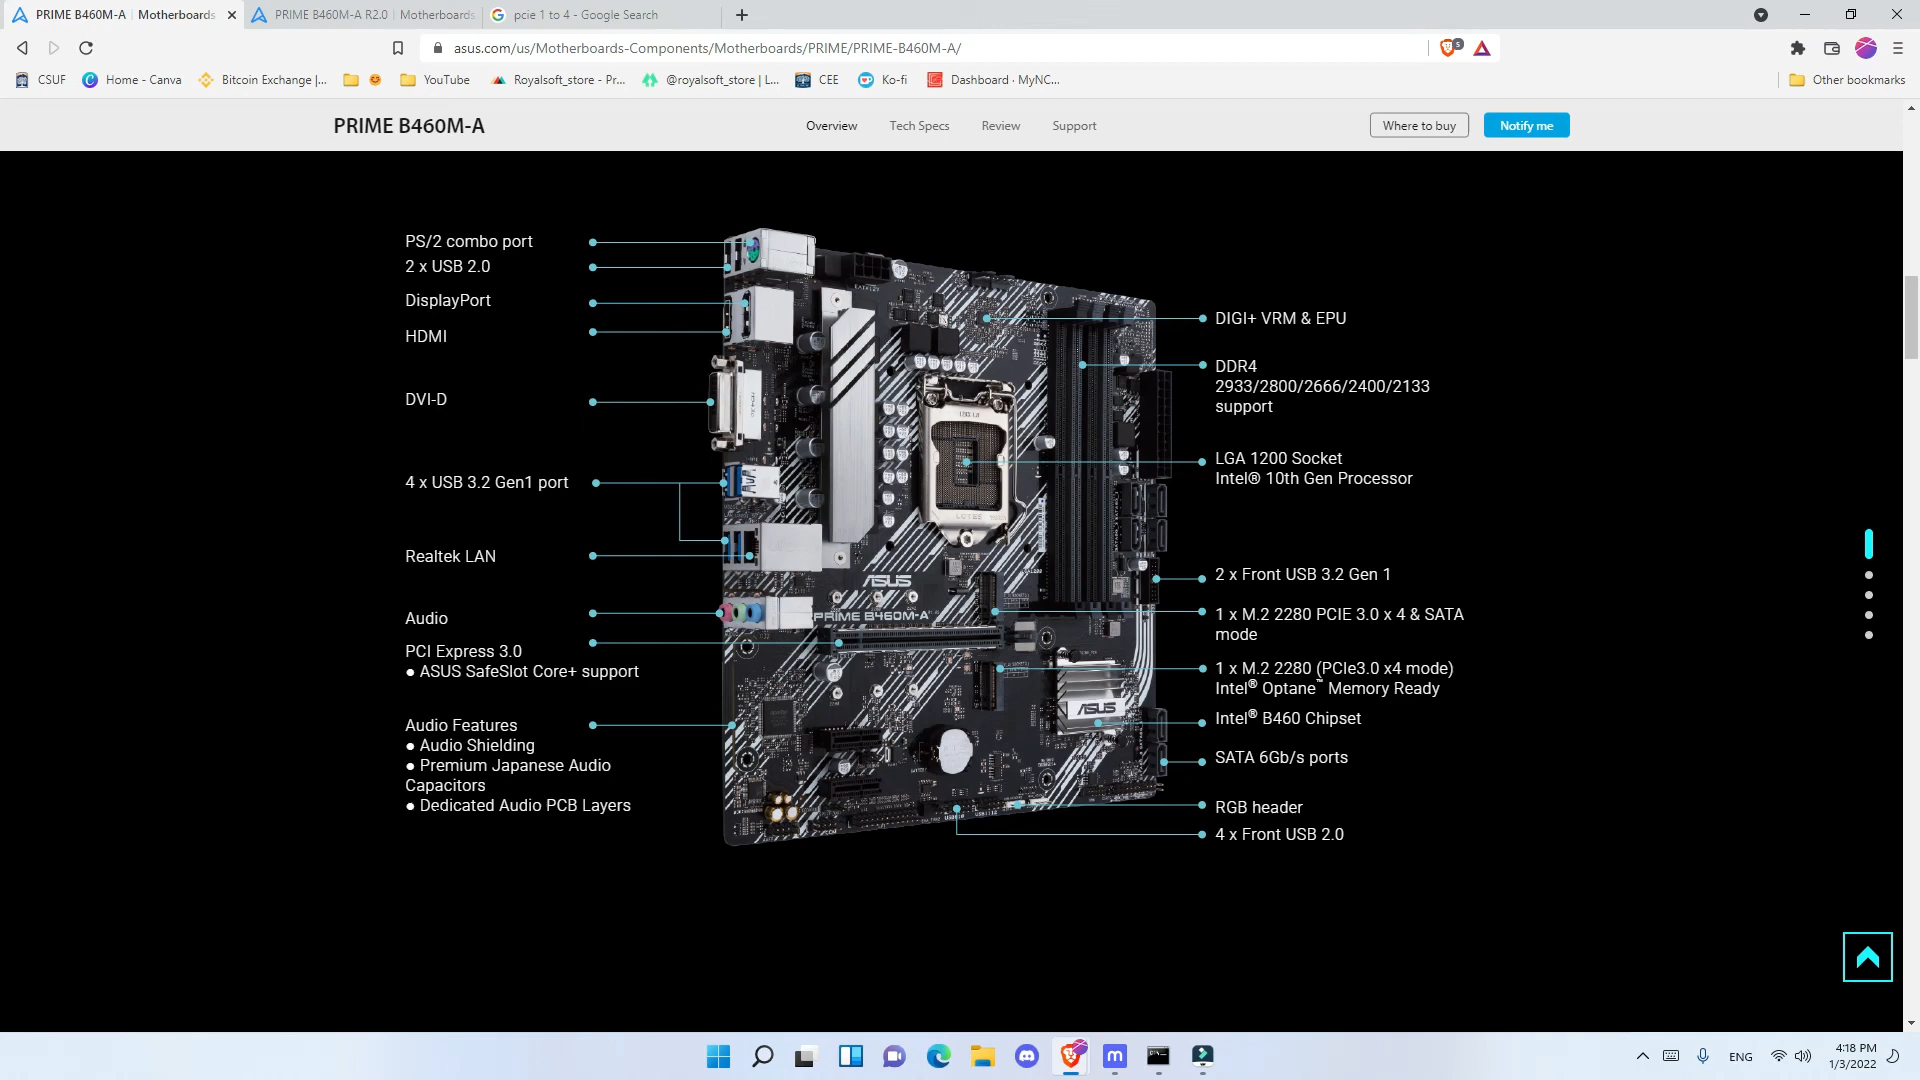 PRIME B460M-A | Motherboards
PRIME B460M-A R2.0 | Motherboards
pcie 1 to 4 - Google Search
asus.com/us/Motherboards-Components/Motherboards/PRIME/PRIME-B460M-A/
5
CSUF
Home - Canva
Bitcoin Exchange |...
YouTube
Royalsoft_store - Pr...
@royalsoft_store | L...
CEE
Ko-fi
Dashboard · MyNC...
Other bookmarks
PRIME B460M-A
Overview
Tech Specs
Review
Support
Where to buy
Notify me
PS/2 combo port
2 x USB 2.0
DisplayPort
HDMI
DVI-D
4 x USB 3.2 Gen1 port
Realtek LAN
Audio
PCI Express 3.0
● ASUS SafeSlot Core+ support
Audio Features
● Audio Shielding
● Premium Japanese Audio
Capacitors
● Dedicated Audio PCB Layers
LOTES
ASUS
PRIME B460M-A
ASUS
DIGI+ VRM & EPU
DDR4
2933/2800/2666/2400/2133
support
LGA 1200 Socket
Intel® 10th Gen Processor
2 x Front USB 3.2 Gen 1
1 x M.2 2280 PCIE 3.0 x 4 & SATA
mode
1 x M.2 2280 (PCIe3.0 x4 mode)
Intel® Optane™ Memory Ready
Intel® B460 Chipset
SATA 6Gb/s ports
RGB header
4 x Front USB 2.0
ENG
4:18 PM
1/3/2022